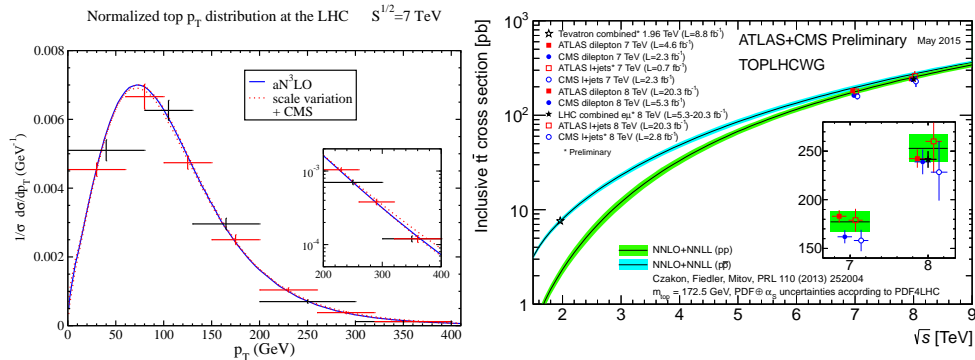 Normalized top p_T distribution at the LHC S^{1/2}=7 TeV
0.008
0.006
0.004
0.002
0
1/σ dσ/dp_T (GeV^{-1})
aN^3LO
scale variation
+ CMS
10^{-3}
10^{-4}
200 250 300 350 400
0 50 100 150 200 250 300 350 400
p_T (GeV)
Inclusive tt̄ cross section [pb]
10^3
10^2
10
1
Tevatron combined* 1.96 TeV (L=8.8 fb^{-1})
ATLAS dilepton 7 TeV (L=4.6 fb^{-1})
CMS dilepton 7 TeV (L=2.3 fb^{-1})
ATLAS l+jets* 7 TeV (L=0.7 fb^{-1})
CMS l+jets 7 TeV (L=2.3 fb^{-1})
ATLAS dilepton 8 TeV (L=20.3 fb^{-1})
CMS dilepton 8 TeV (L=5.3 fb^{-1})
LHC combined eμ* 8 TeV (L=5.3-20.3 fb^{-1})
ATLAS l+jets 8 TeV (L=20.3 fb^{-1})
CMS l+jets* 8 TeV (L=2.8 fb^{-1})
* Preliminary
ATLAS+CMS Preliminary May 2015
TOPLHCWG
250
200
150
7 8
NNLO+NNLL (pp)
NNLO+NNLL (pp̄)
Czakon, Fiedler, Mitov, PRL 110 (2013) 252004
m_top = 172.5 GeV, PDF⊕α_S uncertainties according to PDF4LHC
2 3 4 5 6 7 8 9
√s [TeV]